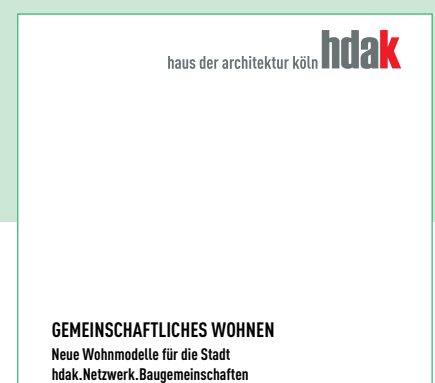 haus der architektur köln hdak
GEMEINSCHAFTLICHES WOHNEN
Neue Wohnmodelle für die Stadt
hdak.Netzwerk.Baugemeinschaften